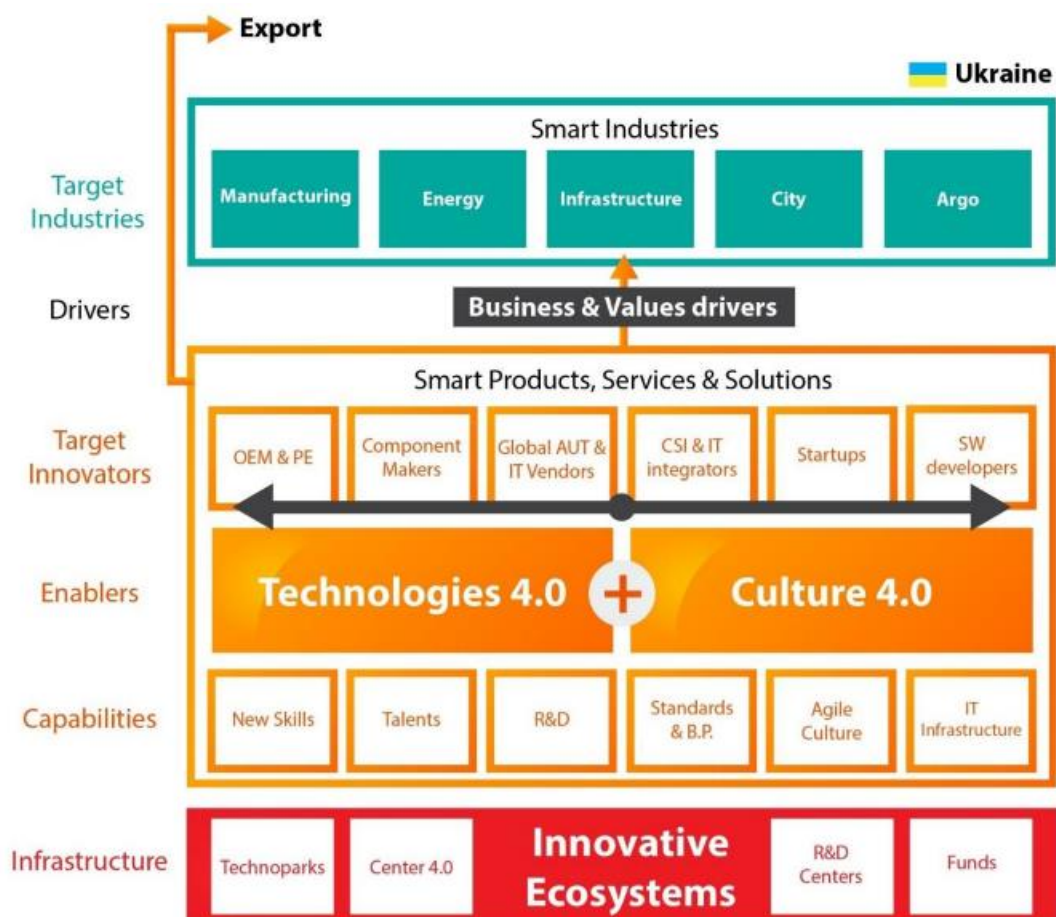 Export
Ukraine
Smart Industries
Target
Industries
Manufacturing
Energy
Infrastructure
City
Argo
Drivers
Business & Values drivers
Smart Products, Services & Solutions
Target
Innovators
OEM & PE
Component
Makers
Global AUT &
IT Vendors
CSI & IT
integrators
Startups
SW
developers
Enablers
Technologies 4.0
+
Culture 4.0
Capabilities
New Skills
Talents
R&D
Standards
& B.P.
Agile
Culture
IT
Infrastructure
Infrastructure
Technoparks
Center 4.0
Innovative
Ecosystems
R&D
Centers
Funds